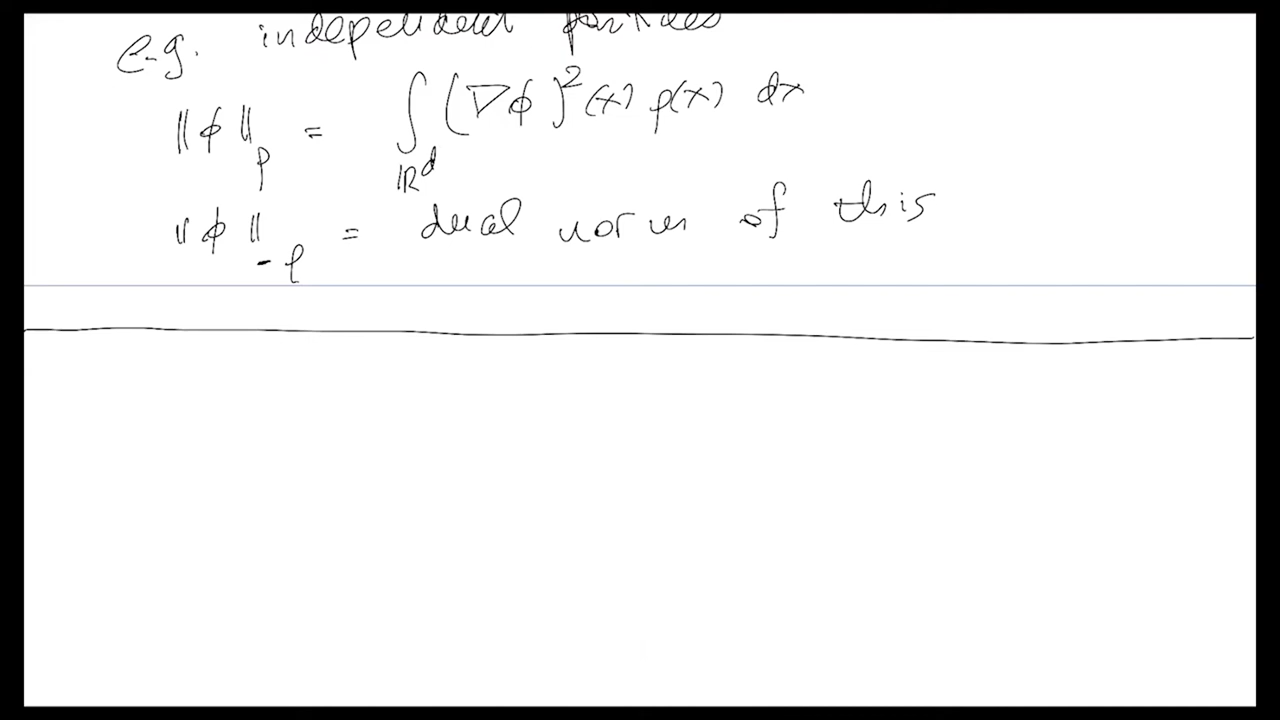 e.g. independent particles
‖ϕ‖_ρ = ∫_{ℝ^d} (∇ϕ)²(x) ρ(x) dx
‖ϕ‖_{-ρ} = dual norm of this